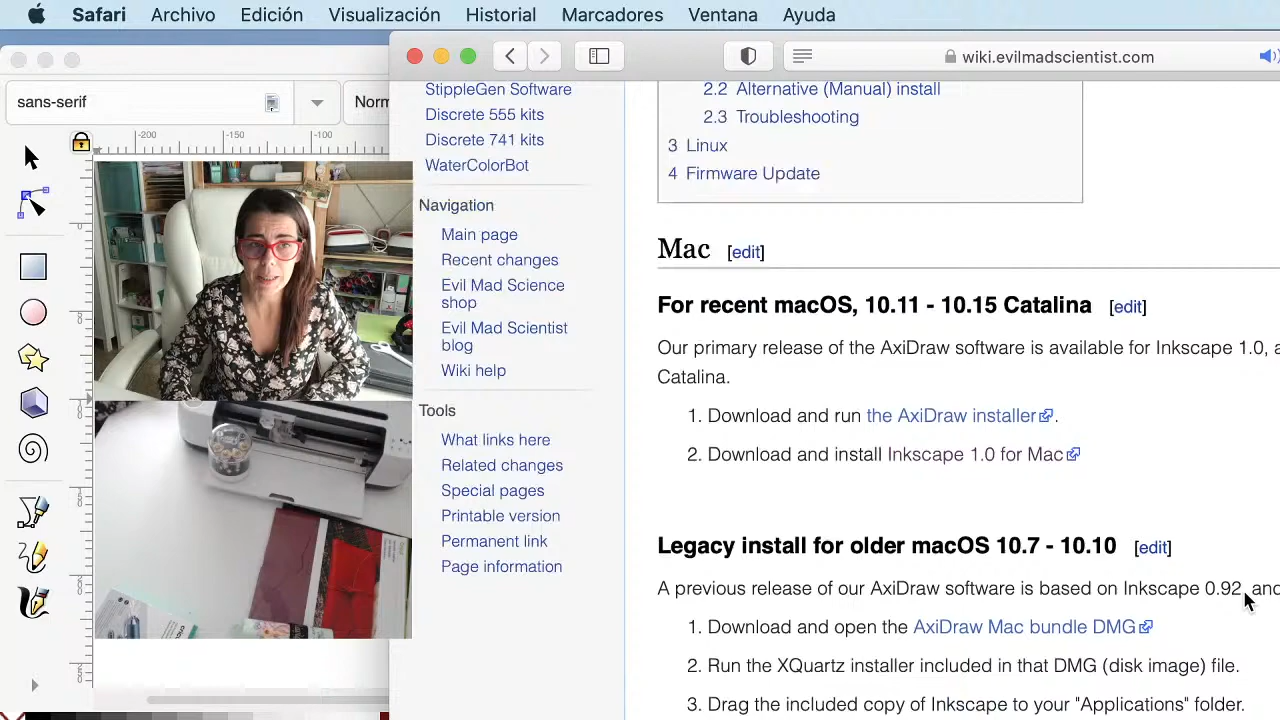 Safari Archivo Edición Visualización Historial Marcadores Ventana Ayuda
wiki.evilmadscientist.com
sans-serif
Norm
-200 -150 -100
StippleGen Software
Discrete 555 kits
Discrete 741 kits
WaterColorBot
Navigation
Main page
Recent changes
Evil Mad Science
shop
Evil Mad Scientist
blog
Wiki help
Tools
What links here
Related changes
Special pages
Printable version
Permanent link
Page information
2.2 Alternative (Manual) install
2.3 Troubleshooting
3 Linux
4 Firmware Update
Mac [edit]
For recent macOS, 10.11 - 10.15 Catalina [edit]
Our primary release of the AxiDraw software is available for Inkscape 1.0, a
Catalina.
1. Download and run the AxiDraw installer.
2. Download and install Inkscape 1.0 for Mac
Legacy install for older macOS 10.7 - 10.10 [edit]
A previous release of our AxiDraw software is based on Inkscape 0.92, and
1. Download and open the AxiDraw Mac bundle DMG
2. Run the XQuartz installer included in that DMG (disk image) file.
3. Drag the included copy of Inkscape to your "Applications" folder.